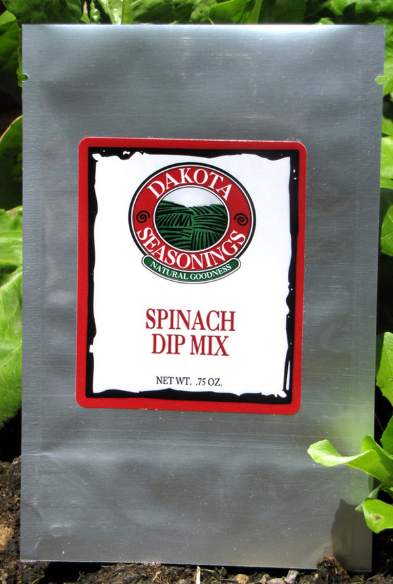 DAKOTA
SEASONINGS
NATURAL GOODNESS
SPINACH
DIP MIX
NET WT. .75 OZ.